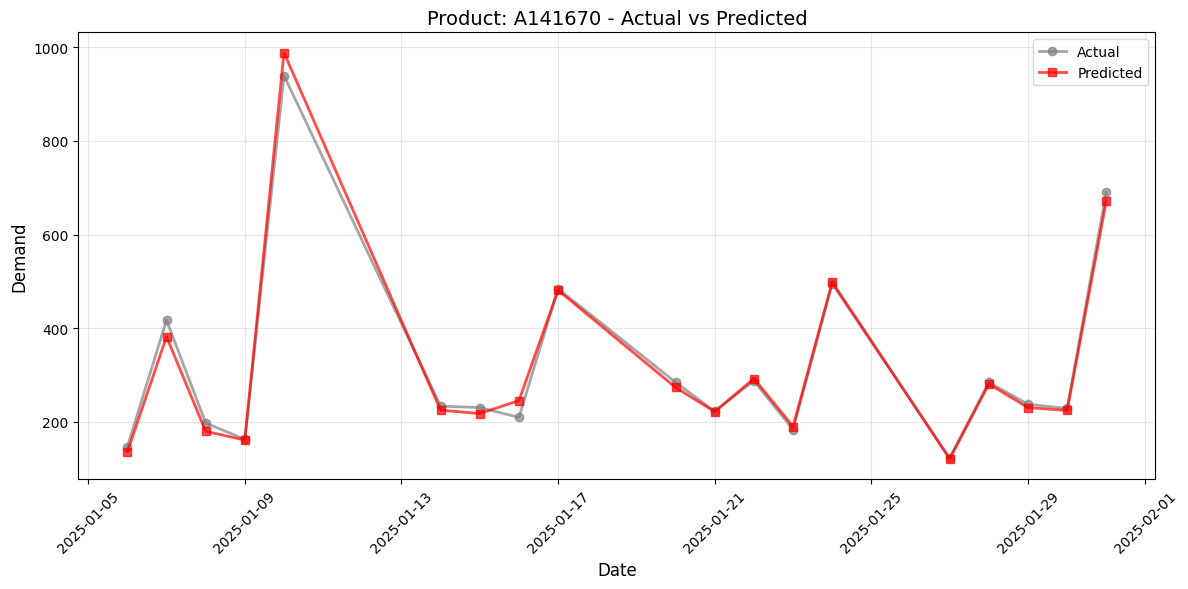 Product: A141670 - Actual vs Predicted
Actual
Predicted
Demand
1000
800
600
400
200
2025-01-05
2025-01-09
2025-01-13
2025-01-17
2025-01-21
2025-01-25
2025-01-29
2025-02-01
Date